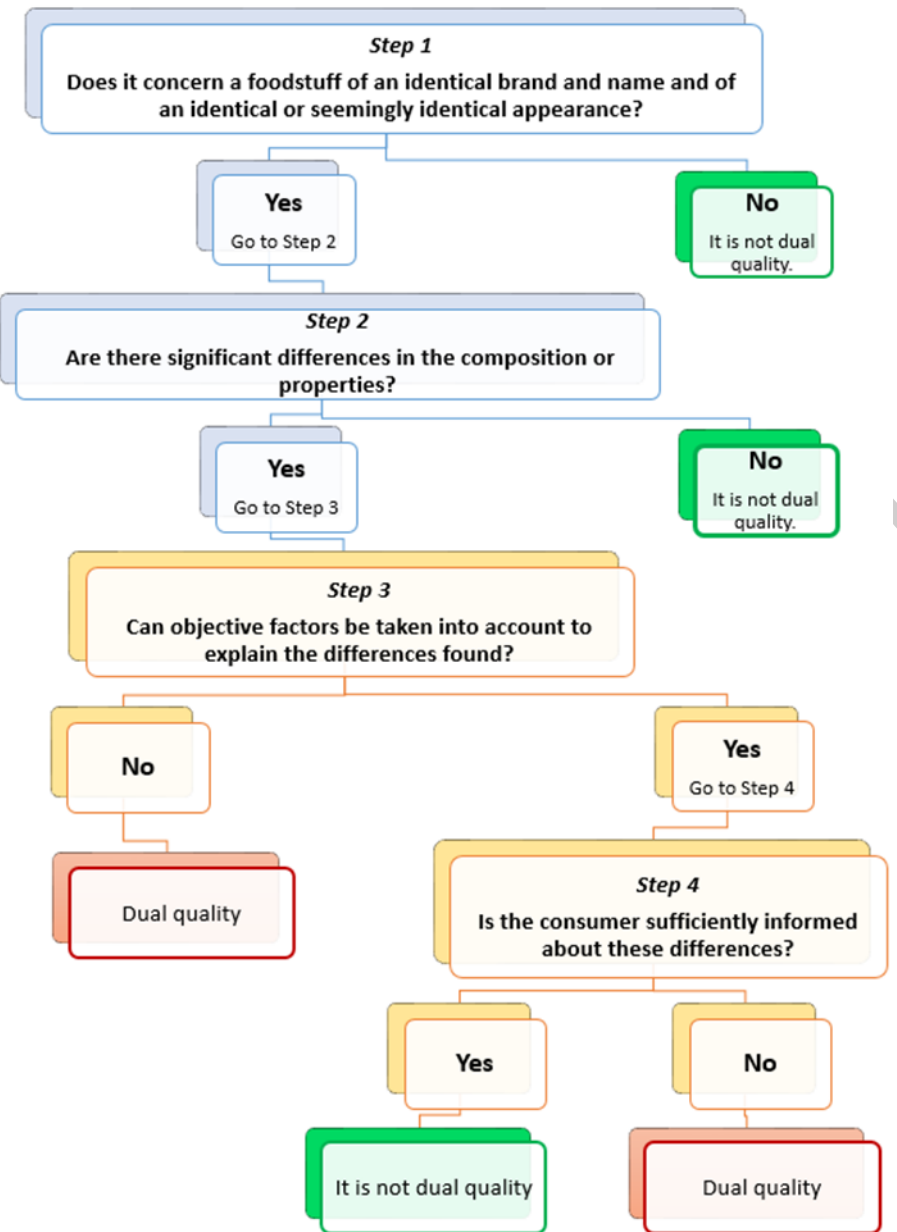 Step 1
Does it concern a foodstuff of an identical brand and name and of
an identical or seemingly identical appearance?
Yes
Go to Step 2
No
It is not dual
quality.
Step 2
Are there significant differences in the composition or
properties?
Yes
Go to Step 3
No
It is not dual
quality.
Step 3
Can objective factors be taken into account to
explain the differences found?
No
Yes
Go to Step 4
Dual quality
Step 4
Is the consumer sufficiently informed
about these differences?
Yes
No
It is not dual quality
Dual quality